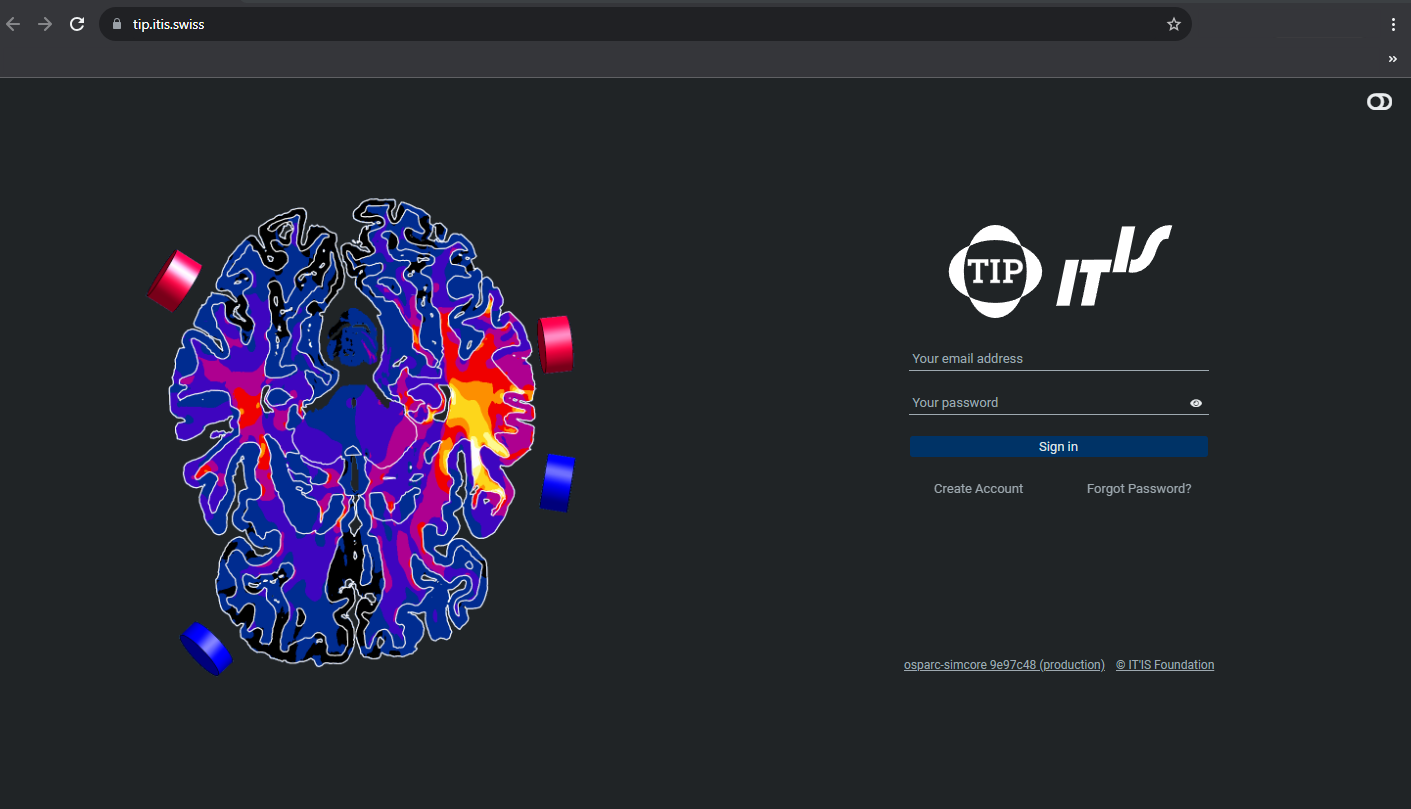 tip.itis.swiss
TIP IT'IS
Your email address
Your password
Sign in
Create Account Forgot Password?
osparc-simcore 9e97c48 (production) © IT'IS Foundation